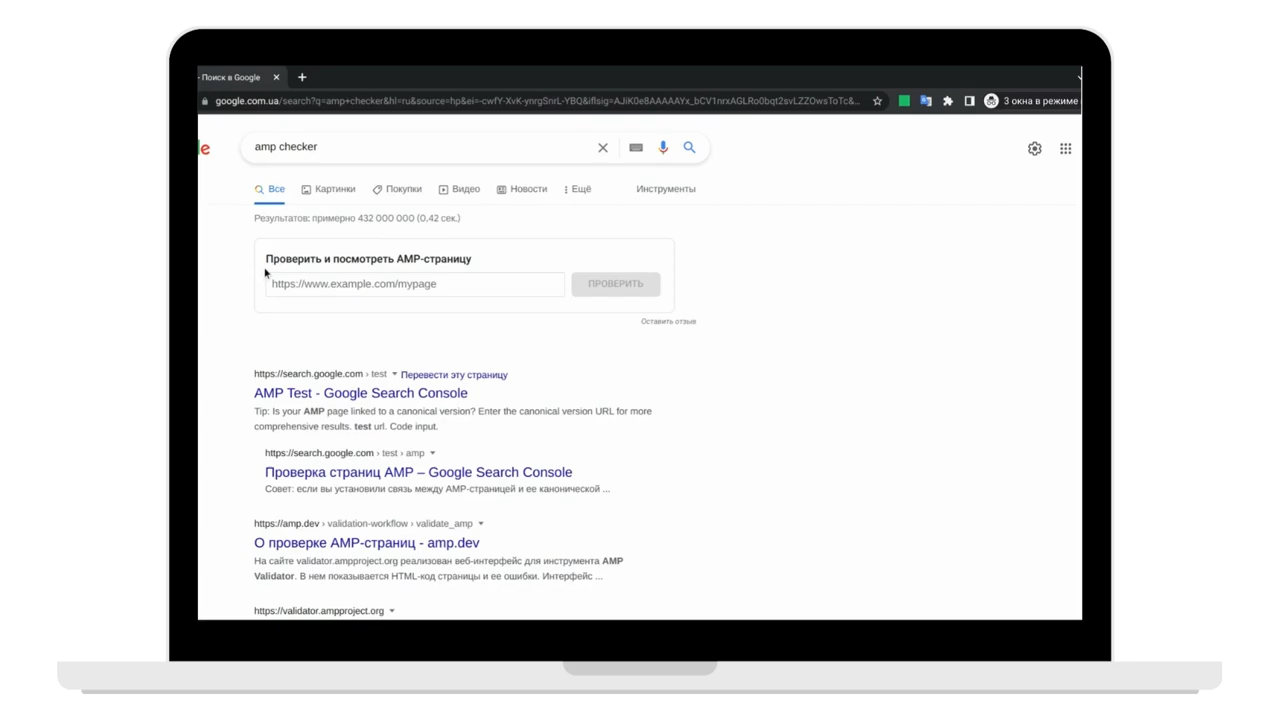 - Поиск в Google
google.com.ua/search?q=amp+checker&hl=ru&source=hp&ei=-cwfY-XvK-ynrgSnrL-YBQ&iflsig=AJiK0e8AAAAAYx_bCV1nrxAGLRo0bqt2svLZZOwsToTc&...
3 окна в режиме
le
amp checker
Все
Картинки
Покупки
Видео
Новости
Ещё
Инструменты
Результатов: примерно 432 000 000 (0,42 сек.)
Проверить и посмотреть AMP-страницу
https://www.example.com/mypage
ПРОВЕРИТЬ
Оставить отзыв
https://search.google.com › test Перевести эту страницу
AMP Test - Google Search Console
Tip: Is your AMP page linked to a canonical version? Enter the canonical version URL for more
comprehensive results. test url. Code input.
https://search.google.com › test › amp
Проверка страниц AMP – Google Search Console
Совет: если вы установили связь между AMP-страницей и ее канонической ...
https://amp.dev › validation-workflow › validate_amp
О проверке AMP-страниц - amp.dev
На сайте validator.ampproject.org реализован веб-интерфейс для инструмента AMP
Validator. В нем показывается HTML-код страницы и ее ошибки. Интерфейс ...
https://validator.ampproject.org